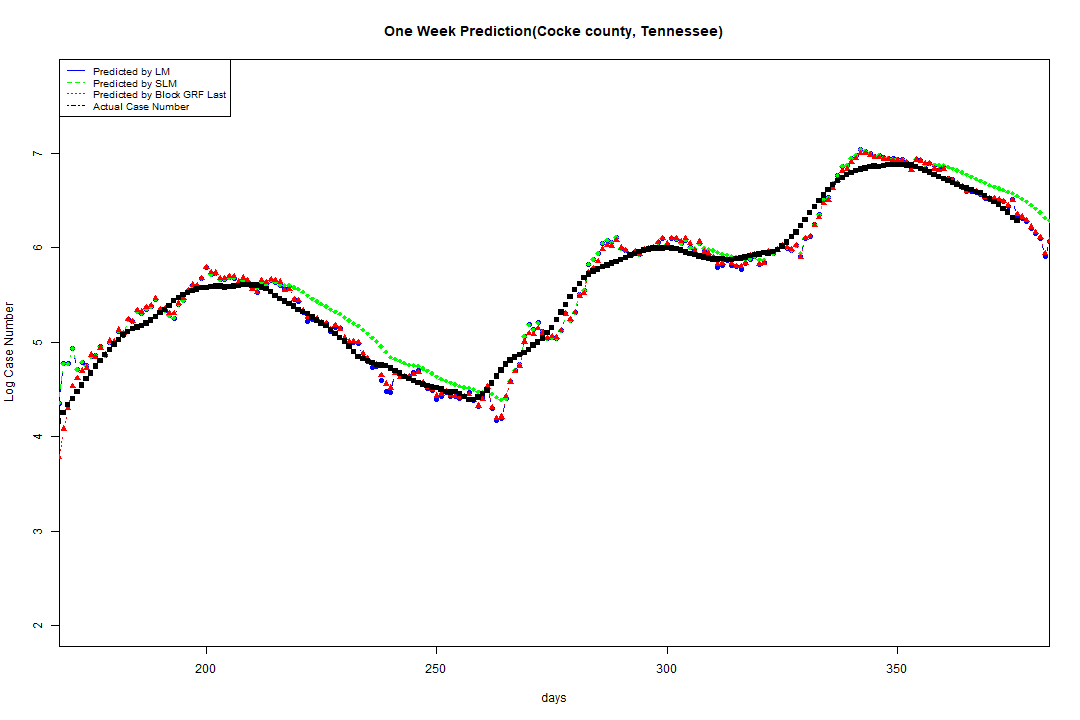 One Week Prediction(Cocke county, Tennessee)
Predicted by LM
Predicted by SLM
Predicted by Block GRF Last
Actual Case Number
7
6
5
4
3
2
Log Case Number
200 250 300 350
days